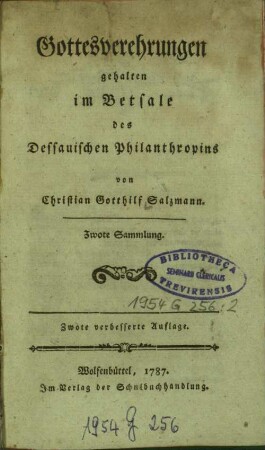 Gottesverehrungen
gehalten
im Betsale
des
Dessauischen Philanthropins
von
Christian Gotthilf Salzmann.
Zwote Sammlung.
BIBLIOTHECA
SEMINARII CLERICALIS
TREVIRENSIS
1954 G 256:2
Zwote verbesserte Auflage.
Wolfenbüttel, 1787.
Im Verlag der Schulbuchhandlung.
1954 G 256